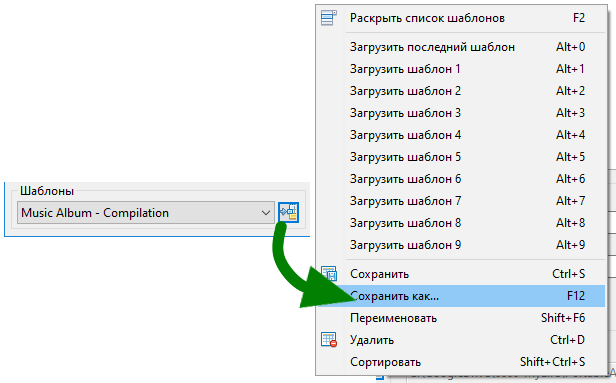 Шаблоны
Music Album - Compilation
Раскрыть список шаблонов F2
Загрузить последний шаблон Alt+0
Загрузить шаблон 1 Alt+1
Загрузить шаблон 2 Alt+2
Загрузить шаблон 3 Alt+3
Загрузить шаблон 4 Alt+4
Загрузить шаблон 5 Alt+5
Загрузить шаблон 6 Alt+6
Загрузить шаблон 7 Alt+7
Загрузить шаблон 8 Alt+8
Загрузить шаблон 9 Alt+9
Сохранить Ctrl+S
Сохранить как... F12
Переименовать Shift+F6
Удалить Ctrl+D
Сортировать Shift+Ctrl+S